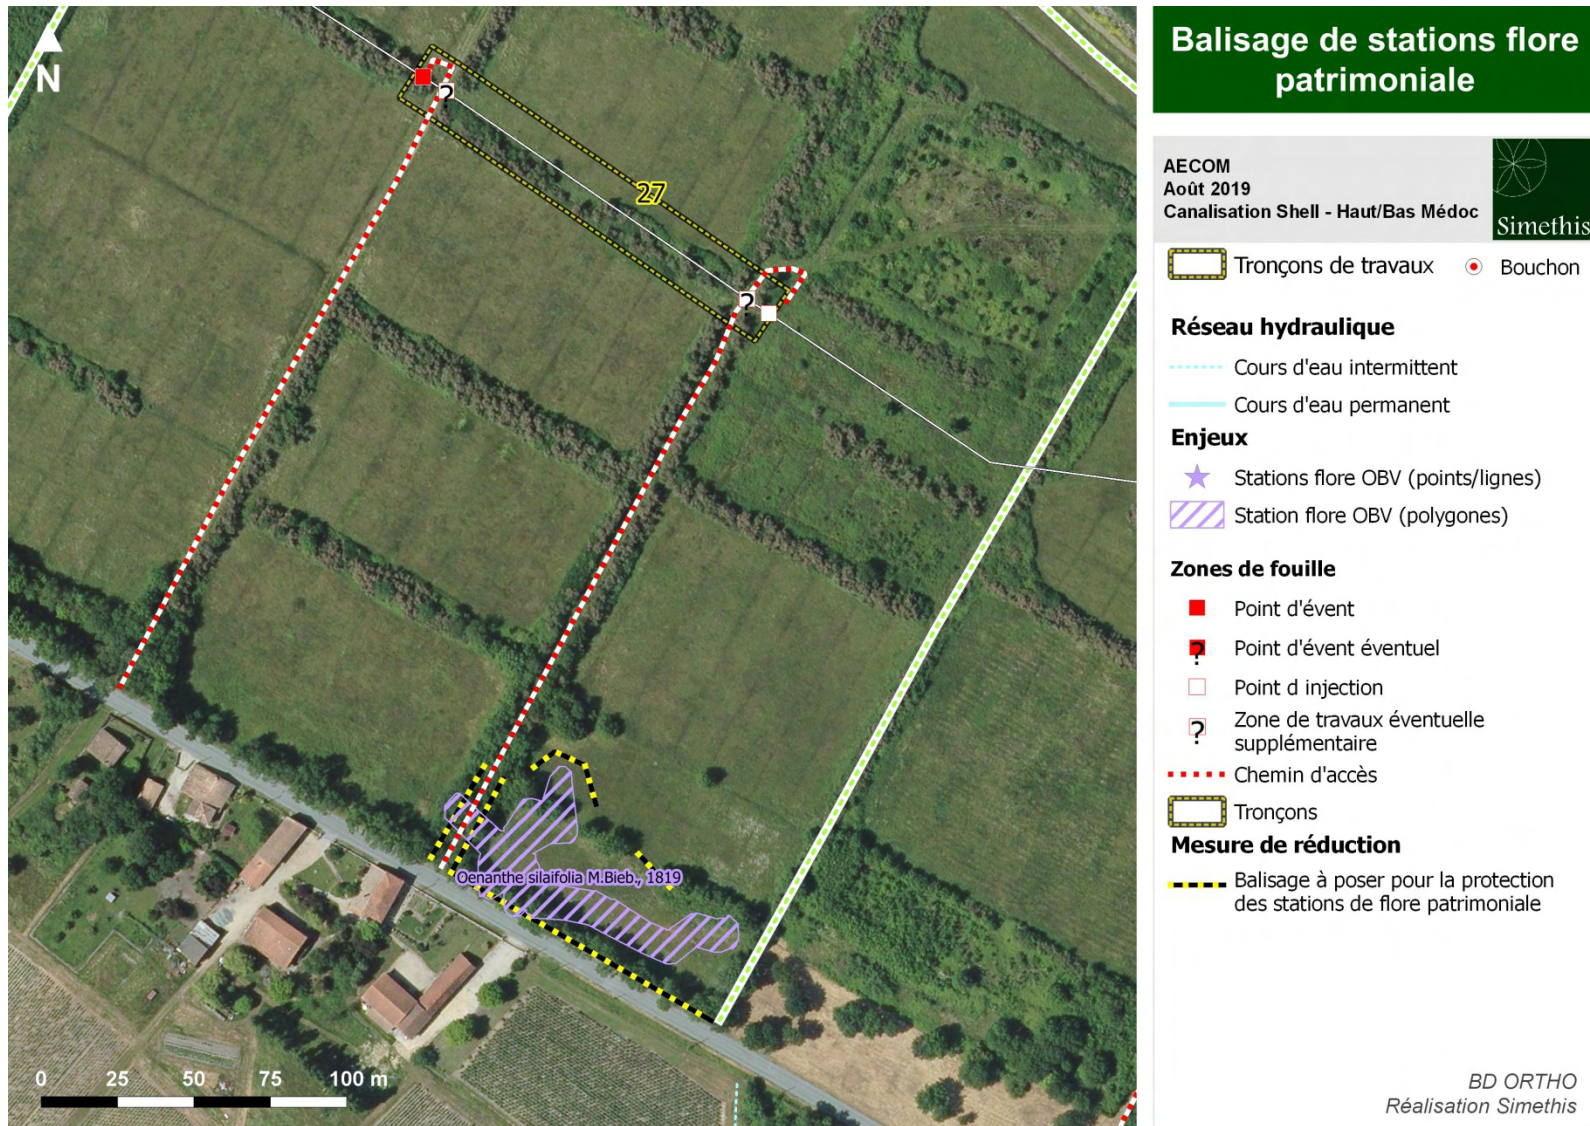 N
27
?
?
Oenanthe silaifolia M.Bieb., 1819
0 25 50 75 100 m
Balisage de stations flore
patrimoniale
AECOM
Août 2019
Canalisation Shell - Haut/Bas Médoc
Simethis
Tronçons de travaux
Bouchon
Réseau hydraulique
Cours d'eau intermittent
Cours d'eau permanent
Enjeux
Stations flore OBV (points/lignes)
Station flore OBV (polygones)
Zones de fouille
Point d'évent
? Point d'évent éventuel
Point d injection
? Zone de travaux éventuelle
supplémentaire
Chemin d'accès
Tronçons
Mesure de réduction
Balisage à poser pour la protection
des stations de flore patrimoniale
BD ORTHO
Réalisation Simethis